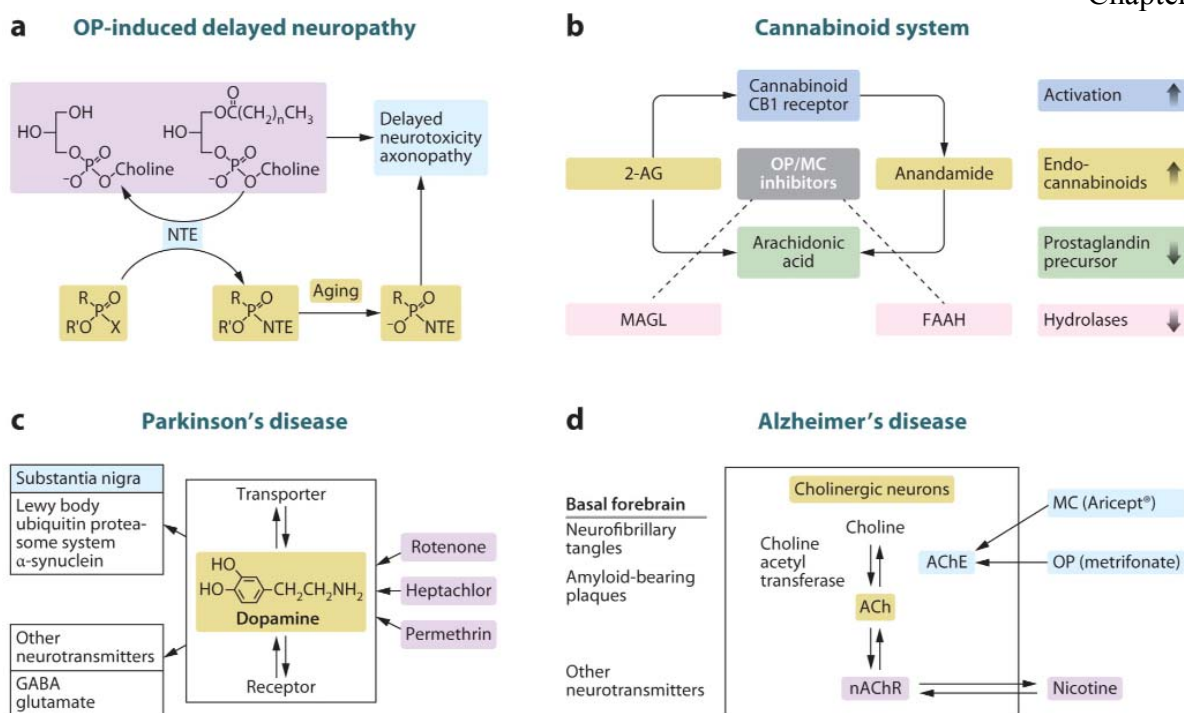 Chapter
a OP-induced delayed neuropathy
OH
HO
O
O
P
⁻O
O
Choline
O
OC(CH₂)ₙCH₃
HO
O
O
P
⁻O
O
Choline
Delayed
neurotoxicity
axonopathy
NTE
R
O
P
R'O
X
R
O
P
R'O
NTE
Aging
R
O
P
⁻O
NTE
b Cannabinoid system
Cannabinoid
CB1 receptor
2-AG
OP/MC
inhibitors
Anandamide
Arachidonic
acid
MAGL
FAAH
Activation
Endo-
cannabinoids
Prostaglandin
precursor
Hydrolases
c Parkinson's disease
Substantia nigra
Lewy body
ubiquitin protea-
some system
α-synuclein
Other
neurotransmitters
GABA
glutamate
Transporter
HO
HO
CH₂CH₂NH₂
Dopamine
Receptor
Rotenone
Heptachlor
Permethrin
d Alzheimer's disease
Basal forebrain
Neurofibrillary
tangles
Amyloid-bearing
plaques
Other
neurotransmitters
Cholinergic neurons
Choline
Choline
acetyl
transferase
ACh
nAChR
AChE
MC (Aricept®)
OP (metrifonate)
Nicotine